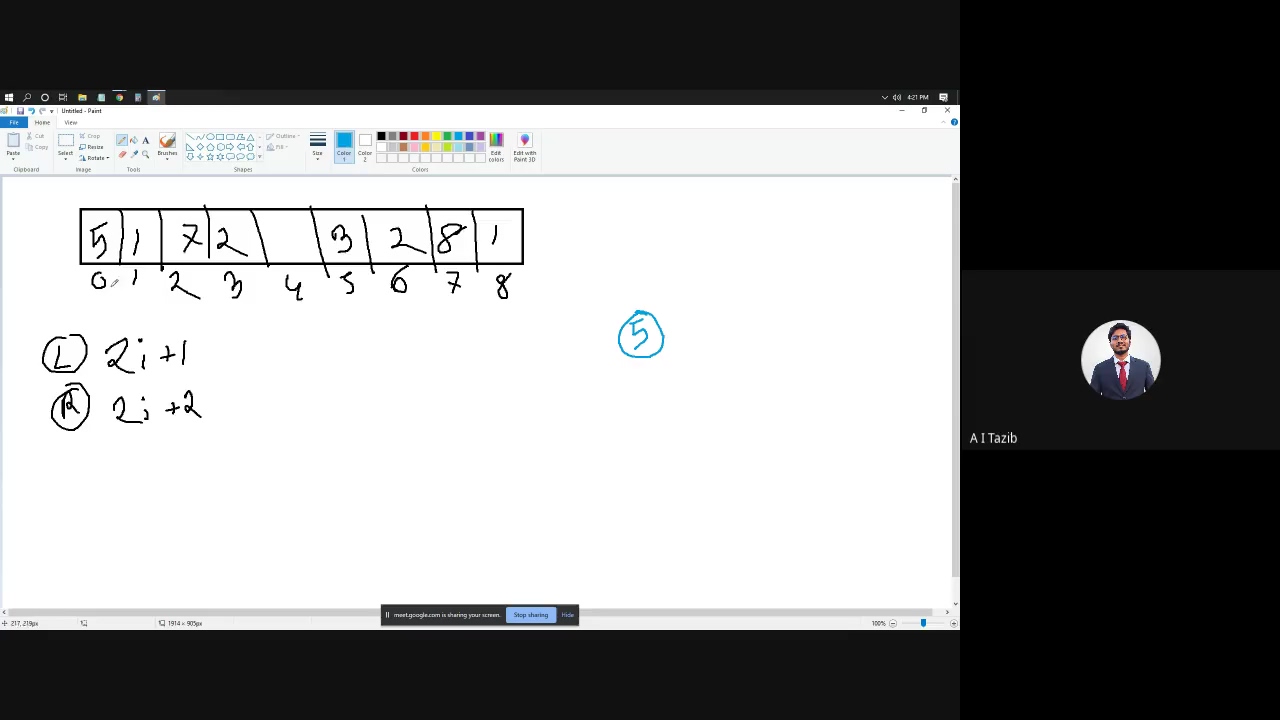 4:21 PM
Untitled - Paint
File Home View
Cut
Copy
Paste
Clipboard
Crop
Resize
Rotate
Select
Image
Tools
Brushes
Shapes
Outline
Fill
Size
Color 1
Color 2
Edit colors
Colors
Edit with Paint 3D
5 1 7 2 3 2 8 1
0 1 2 3 4 5 6 7 8
5
L 2i+1
R 2i+2
A I Tazib
meet.google.com is sharing your screen. Stop sharing Hide
217, 219px 1914 × 905px 100%